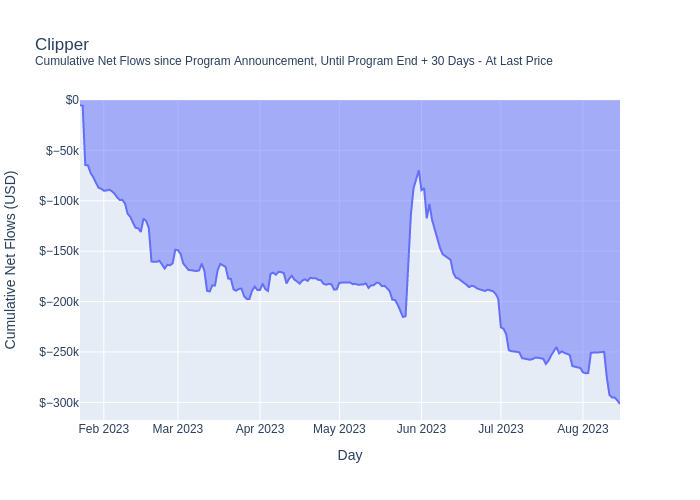 Clipper
Cumulative Net Flows since Program Announcement, Until Program End + 30 Days - At Last Price
$0
$−50k
$−100k
$−150k
$−200k
$−250k
$−300k
Cumulative Net Flows (USD)
Feb 2023
Mar 2023
Apr 2023
May 2023
Jun 2023
Jul 2023
Aug 2023
Day